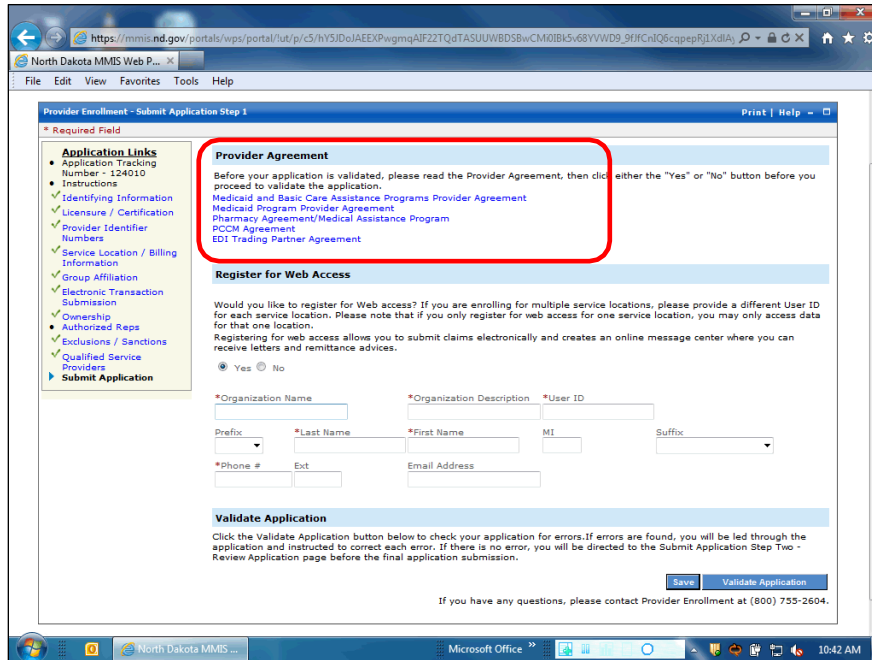 https://mmis.nd.gov/portals/wps/portal/!ut/p/c5/
North Dakota MMIS Web P...
File Edit View Favorites Tools Help
Provider Enrollment - Submit Application Step 1
Print | Help
* Required Field
Application Links
Application Tracking
Number - 124010
Instructions
Identifying Information
Licensure / Certification
Provider Identifier
Numbers
Service Location / Billing
Information
Group Affiliation
Electronic Transaction
Submission
Ownership
Authorized Reps
Exclusions / Sanctions
Qualified Service
Providers
Submit Application
Provider Agreement
Before your application is validated, please read the Provider Agreement, then click either the "Yes" or "No" button before you
proceed to validate the application.
Medicaid and Basic Care Assistance Programs Provider Agreement
Medicaid Program Provider Agreement
Pharmacy Agreement/Medical Assistance Program
PCCM Agreement
EDI Trading Partner Agreement
Register for Web Access
Would you like to register for Web access? If you are enrolling for multiple service locations, please provide a different User ID
for each service location. Please note that if you only register for web access for one service location, you may only access data
for that one location.
Registering for web access allows you to submit claims electronically and creates an online message center where you can
receive letters and remittance advices.
Yes No
*Organization Name *Organization Description *User ID
Prefix *Last Name *First Name MI Suffix
*Phone # Ext Email Address
Validate Application
Click the Validate Application button below to check your application for errors.If errors are found, you will be led through the
application and instructed to correct each error. If there is no error, you will be directed to the Submit Application Step Two -
Review Application page before the final application submission.
Save Validate Application
If you have any questions, please contact Provider Enrollment at (800) 755-2604.
North Dakota MMIS ...
Microsoft Office »
10:42 AM